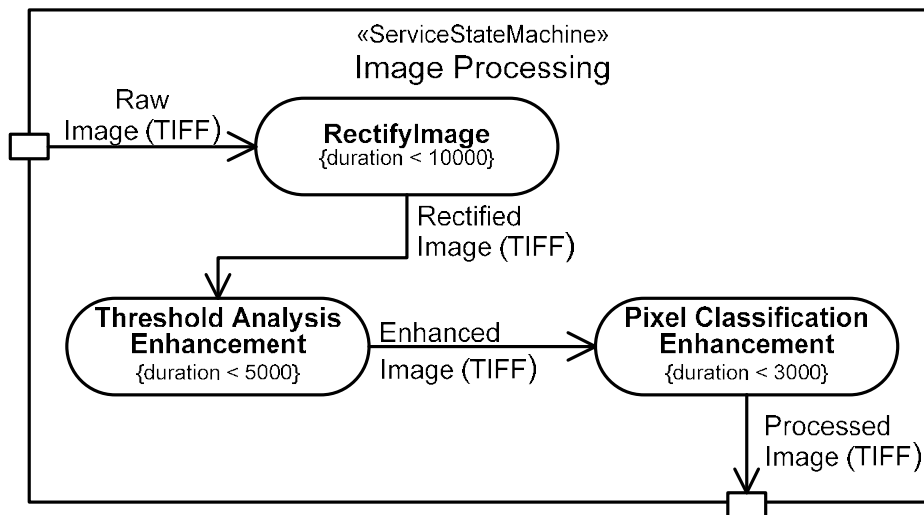 «ServiceStateMachine»
Image Processing
Raw
Image (TIFF)
RectifyImage
{duration < 10000}
Rectified
Image (TIFF)
Threshold Analysis
Enhancement
{duration < 5000}
Enhanced
Image (TIFF)
Pixel Classification
Enhancement
{duration < 3000}
Processed
Image (TIFF)